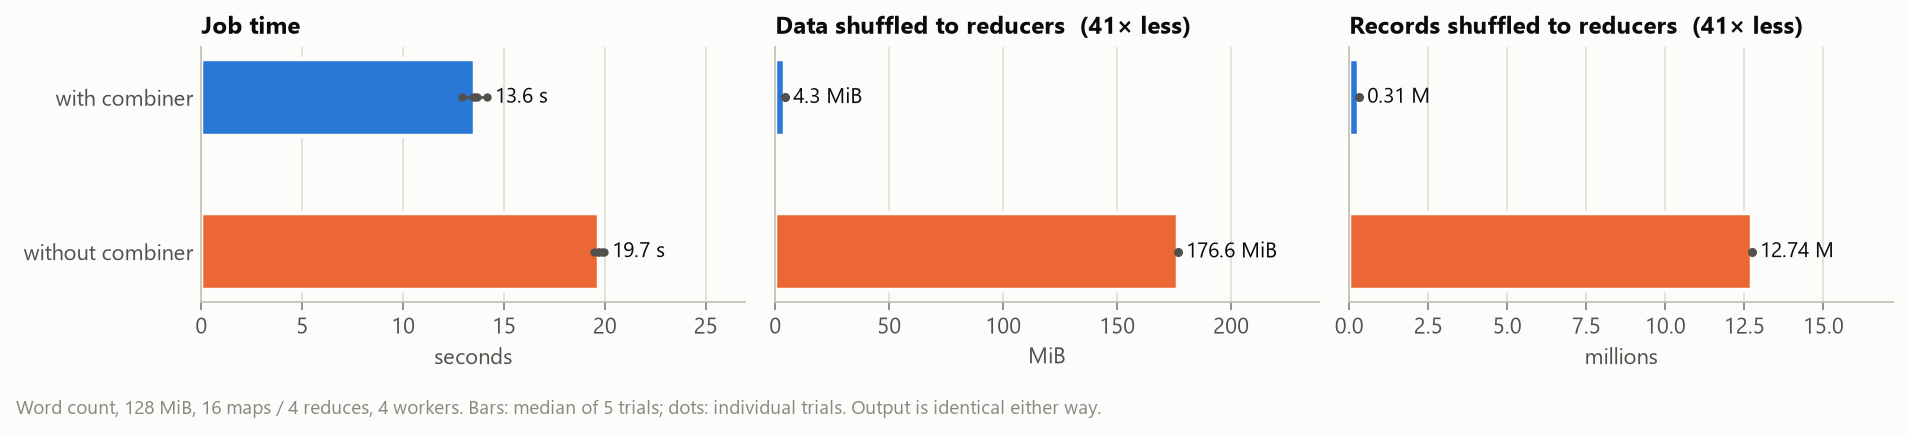 Job time
Data shuffled to reducers (41× less)
Records shuffled to reducers (41× less)
with combiner
13.6 s
4.3 MiB
0.31 M
without combiner
19.7 s
176.6 MiB
12.74 M
0 5 10 15 20 25
0 50 100 150 200
0.0 2.5 5.0 7.5 10.0 12.5 15.0
seconds
MiB
millions
Word count, 128 MiB, 16 maps / 4 reduces, 4 workers. Bars: median of 5 trials; dots: individual trials. Output is identical either way.